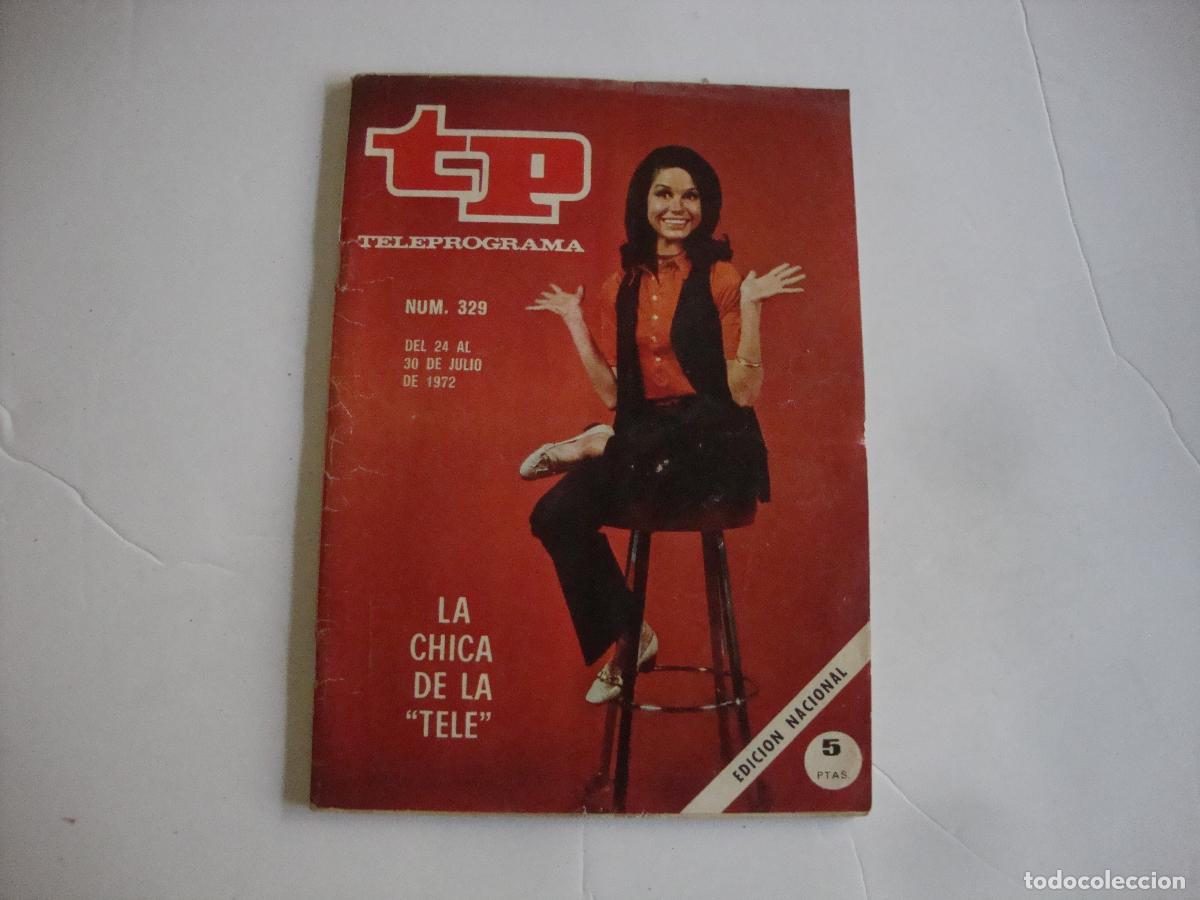 tp
TELEPROGRAMA
NUM. 329
DEL 24 AL
30 DE JULIO
DE 1972
LA
CHICA
DE LA
"TELE"
EDICION NACIONAL
5
PTAS.
todocoleccion